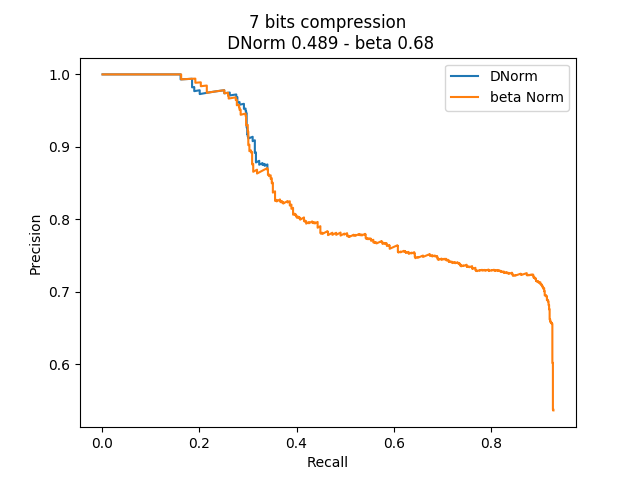 7 bits compression
DNorm 0.489 - beta 0.68
DNorm
beta Norm
1.0
0.9
0.8
0.7
0.6
Precision
0.0
0.2
0.4
0.6
0.8
Recall